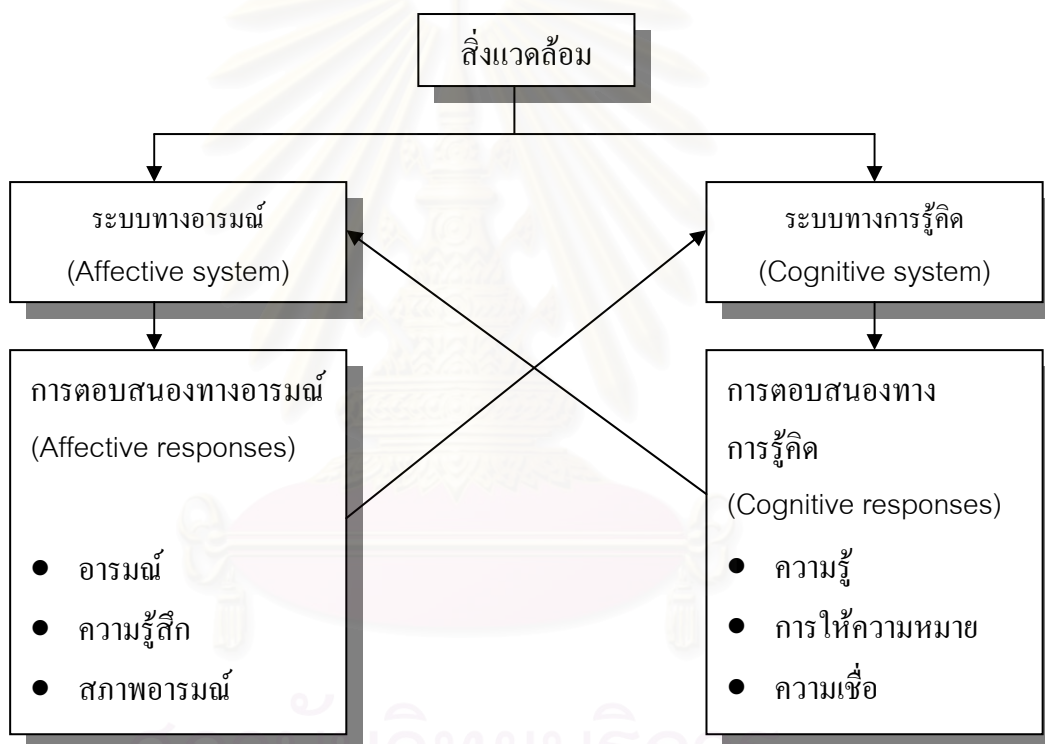 สิ่งแวดล้อม
ระบบทางอารมณ์
(Affective system)
ระบบทางการรู้คิด
(Cognitive system)
การตอบสนองทางอารมณ์
(Affective responses)
● อารมณ์
● ความรู้สึก
● สภาพอารมณ์
การตอบสนองทาง
การรู้คิด
(Cognitive responses)
● ความรู้
● การให้ความหมาย
● ความเชื่อ